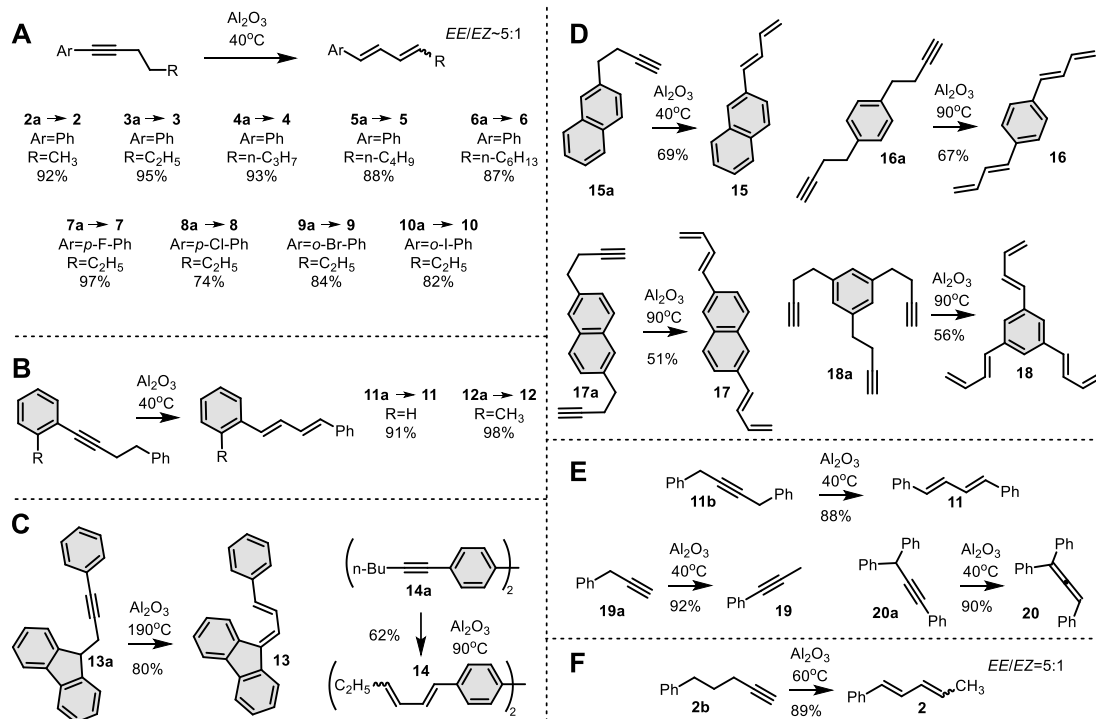 A
Ar
R
Al2O3
40°C
Ar
R
EE/EZ~5:1
2a → 2
Ar=Ph
R=CH3
92%
3a → 3
Ar=Ph
R=C2H5
95%
4a → 4
Ar=Ph
R=n-C3H7
93%
5a → 5
Ar=Ph
R=n-C4H9
88%
6a → 6
Ar=Ph
R=n-C6H13
87%
7a → 7
Ar=p-F-Ph
R=C2H5
97%
8a → 8
Ar=p-Cl-Ph
R=C2H5
74%
9a → 9
Ar=o-Br-Ph
R=C2H5
84%
10a → 10
Ar=o-I-Ph
R=C2H5
82%
B
R
Ph
Al2O3
40°C
R
Ph
11a → 11
R=H
91%
12a → 12
R=CH3
98%
C
13a
Al2O3
190°C
80%
13
n-Bu
2
14a
62%
Al2O3
90°C
14
C2H5
2
D
15a
Al2O3
40°C
69%
15
16a
Al2O3
90°C
67%
16
17a
Al2O3
90°C
51%
17
18a
Al2O3
90°C
56%
18
E
Ph
Ph
11b
Al2O3
40°C
88%
Ph
Ph
11
Ph
19a
Al2O3
40°C
92%
Ph
19
Ph
Ph
Ph
20a
Al2O3
40°C
90%
Ph
Ph
Ph
20
F
Ph
2b
Al2O3
60°C
89%
Ph
CH3
2
EE/EZ=5:1